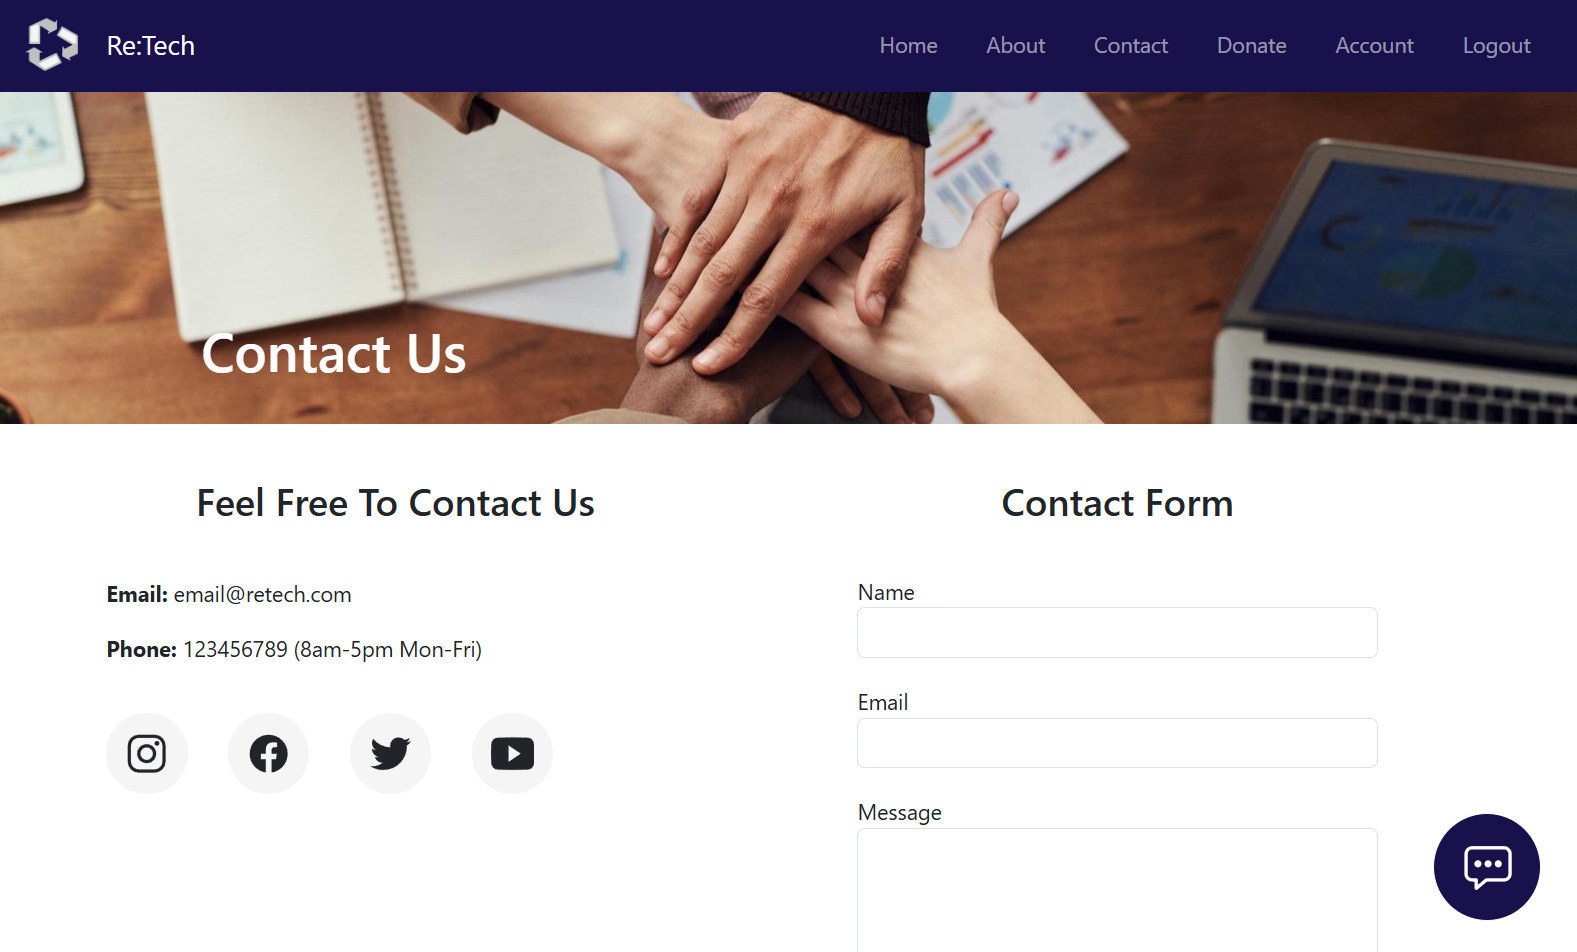 Re:Tech
Home About Contact Donate Account Logout
Contact Us
Feel Free To Contact Us
Email: email@retech.com
Phone: 123456789 (8am-5pm Mon-Fri)
Contact Form
Name
Email
Message